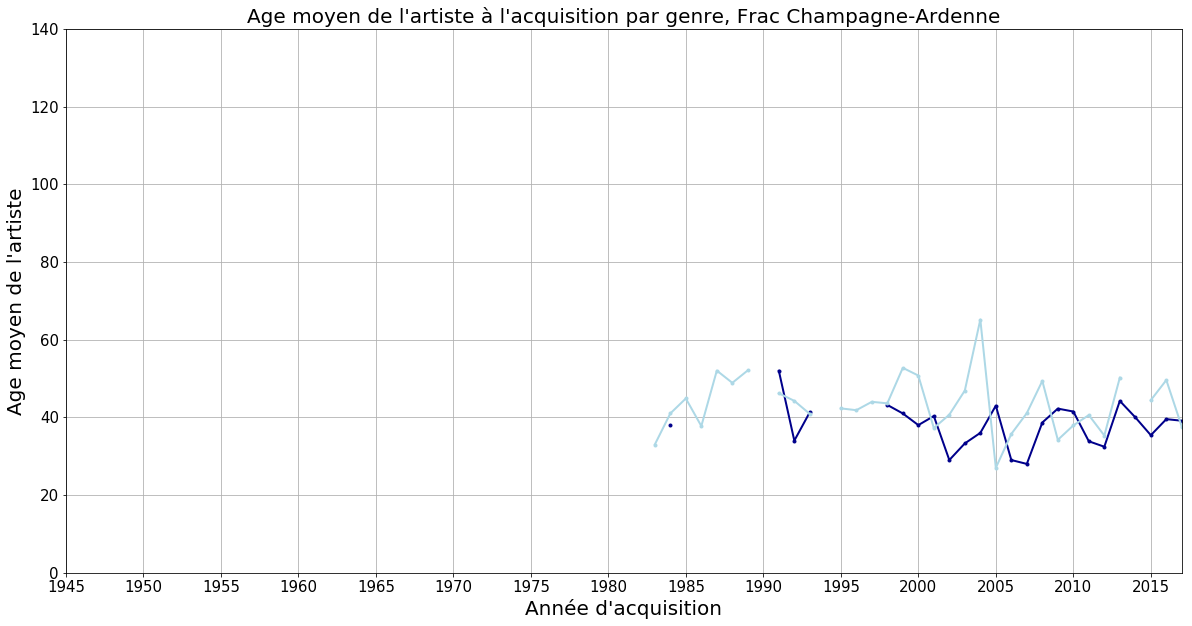 Age moyen de l'artiste à l'acquisition par genre, Frac Champagne-Ardenne
140
120
100
80
60
40
20
0
Age moyen de l'artiste
1945 1950 1955 1960 1965 1970 1975 1980 1985 1990 1995 2000 2005 2010 2015
Année d'acquisition